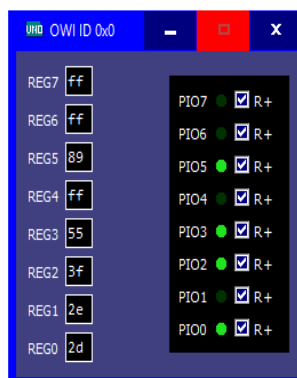 UNO OWI ID 0x0 X
REG7 ff
REG6 ff
REG5 89
REG4 ff
REG3 55
REG2 3f
REG1 2e
REG0 2d
PIO7 R+
PIO6 R+
PIO5 R+
PIO4 R+
PIO3 R+
PIO2 R+
PIO1 R+
PIO0 R+